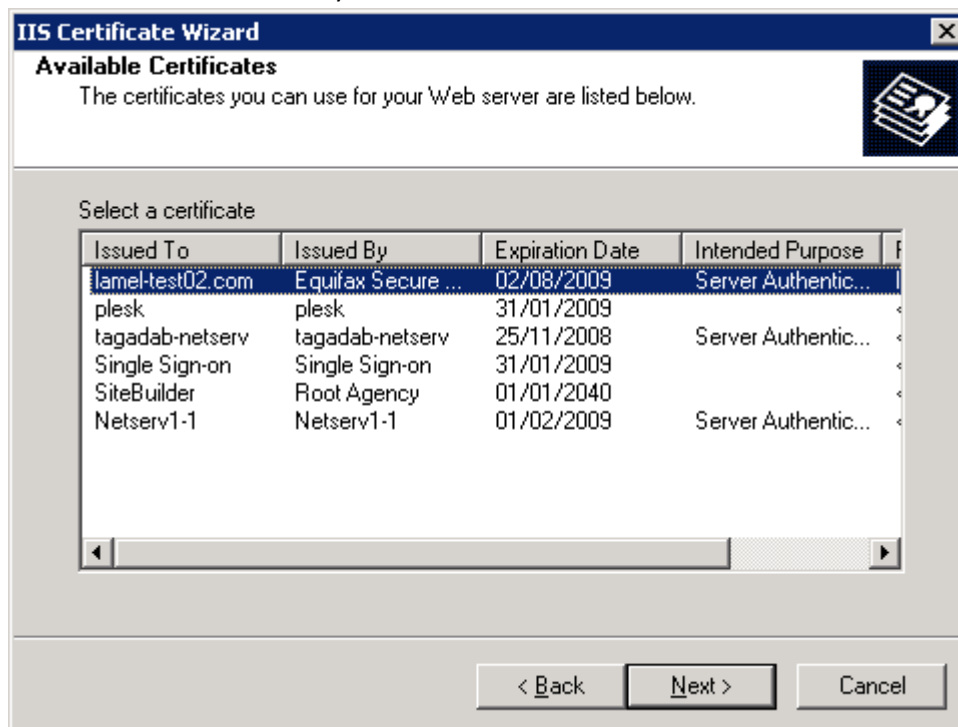 IIS Certificate Wizard
Available Certificates
The certificates you can use for your Web server are listed below.
Select a certificate
Issued To Issued By Expiration Date Intended Purpose
lamel-test02.com Equifax Secure ... 02/08/2009 Server Authentic...
plesk plesk 31/01/2009
tagadab-netserv tagadab-netserv 25/11/2008 Server Authentic...
Single Sign-on Single Sign-on 31/01/2009
SiteBuilder Root Agency 01/01/2040
Netserv1-1 Netserv1-1 01/02/2009 Server Authentic...
< Back Next > Cancel